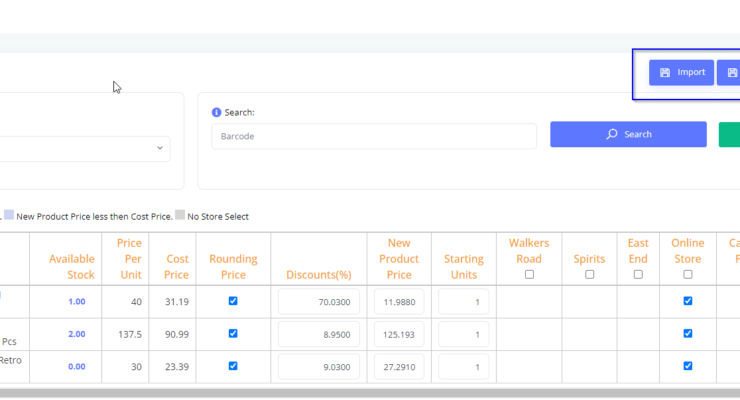 Import
Search:
Barcode
Search
. New Product Price less then Cost Price. No Store Select
Available Stock
Price Per Unit
Cost Price
Rounding Price
Discounts(%)
New Product Price
Starting Units
Walkers Road
Spirits
East End
Online Store
1.00 40 31.19 70.0300 11.9880 1
Pcs 2.00 137.5 90.99 8.9500 125.193 1
Retro 0.00 30 23.39 9.0300 27.2910 1